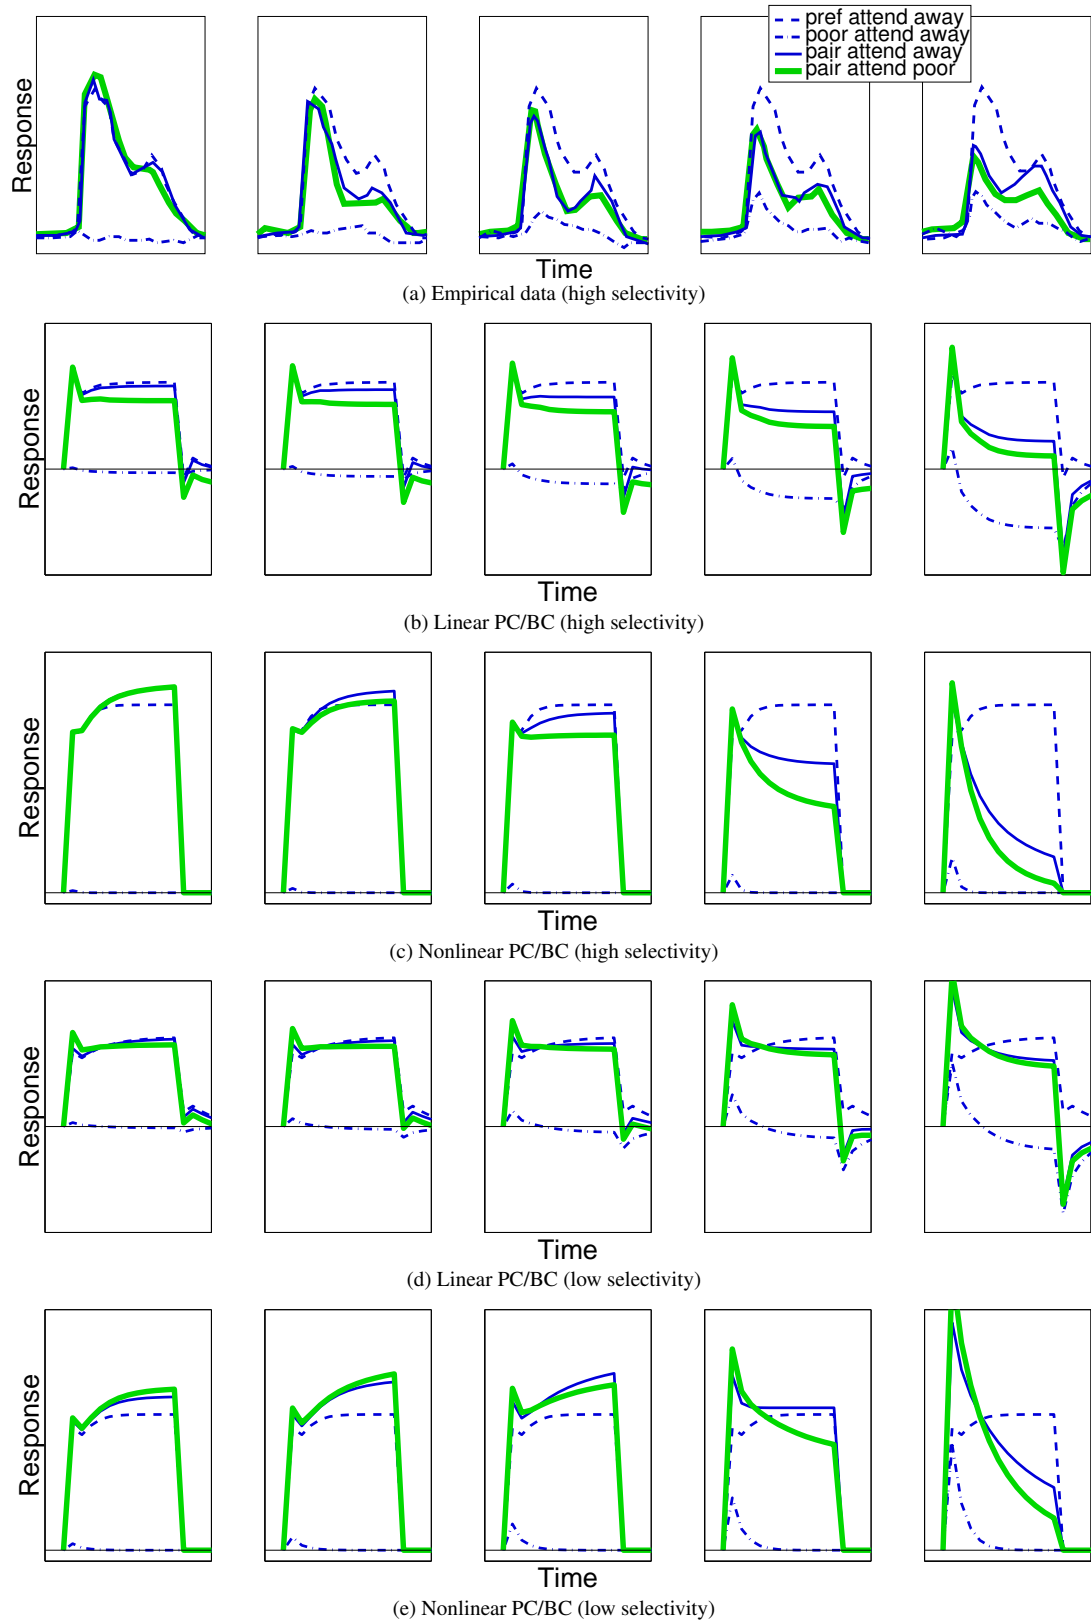 pref attend away
poor attend away
pair attend away
pair attend poor
Response
Time
(a) Empirical data (high selectivity)
Response
Time
(b) Linear PC/BC (high selectivity)
Response
Time
(c) Nonlinear PC/BC (high selectivity)
Response
Time
(d) Linear PC/BC (low selectivity)
Response
Time
(e) Nonlinear PC/BC (low selectivity)